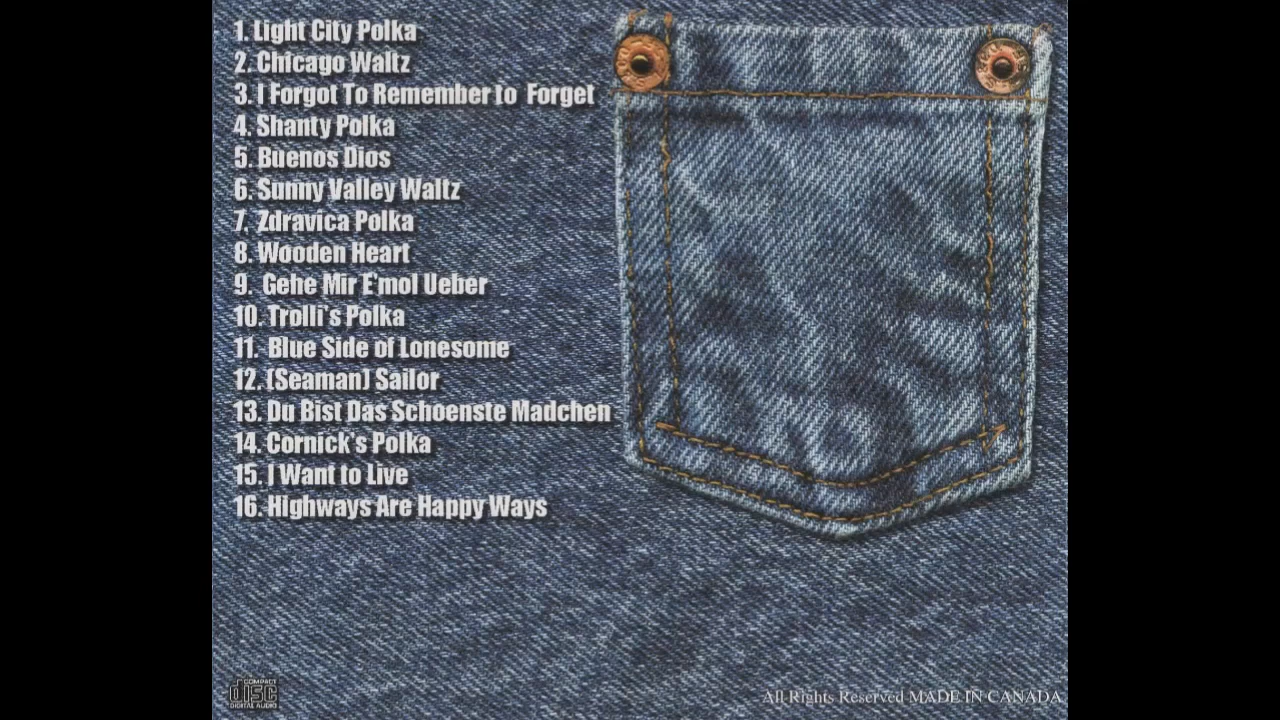 1. Light City Polka
2. Chicago Waltz
3. I Forgot To Remember to Forget
4. Shanty Polka
5. Buenos Dios
6. Sunny Valley Waltz
7. Zdravica Polka
8. Wooden Heart
9. Gehe Mir E'mol Ueber
10. Trolli's Polka
11. Blue Side of Lonesome
12. (Seaman) Sailor
13. Du Bist Das Schoenste Madchen
14. Cornick's Polka
15. I Want to Live
16. Highways Are Happy Ways
COMPACT
disc
DIGITAL AUDIO
All Rights Reserved MADE IN CANADA